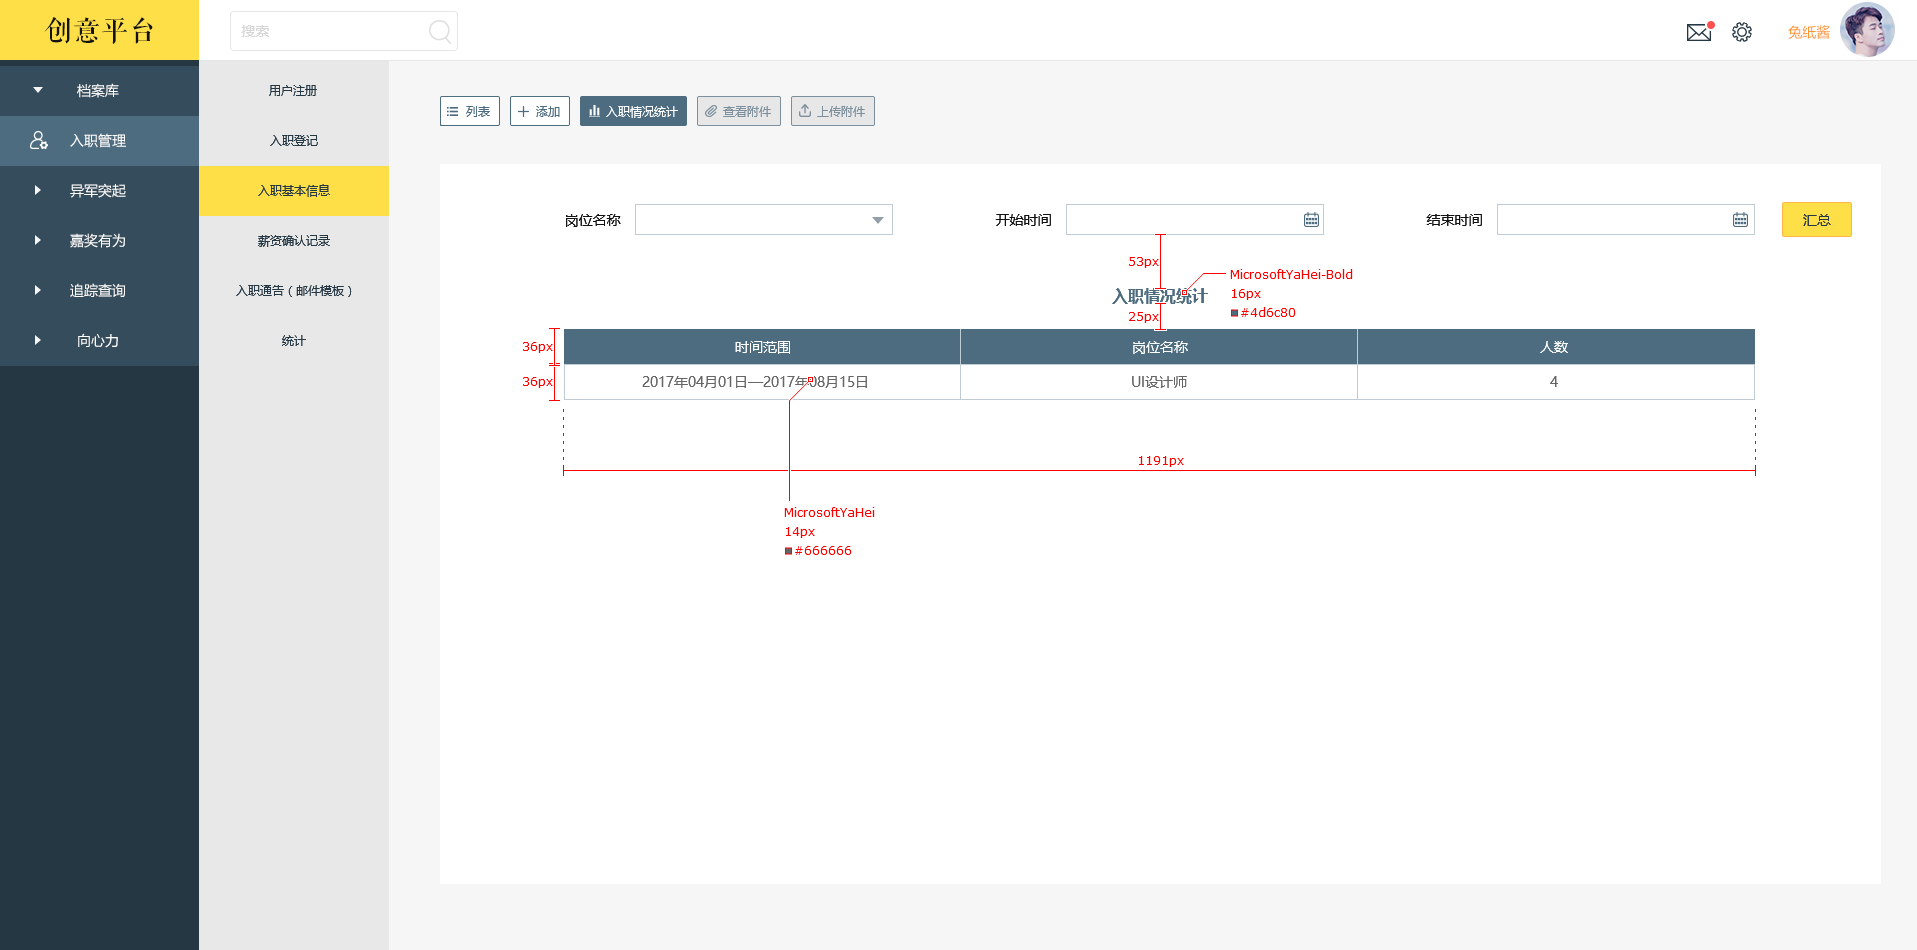 创意平台
搜索
兔纸酱
档案库
入职管理
异军突起
嘉奖有为
追踪查询
向心力
用户注册
入职登记
入职基本信息
薪资确认记录
入职通告（邮件模板）
统计
列表
添加
入职情况统计
查看附件
上传附件
岗位名称
开始时间
结束时间
汇总
53px
MicrosoftYaHei-Bold
16px
#4d6c80
入职情况统计
25px
36px
时间范围 岗位名称 人数
36px
2017年04月01日—2017年08月15日 UI设计师 4
1191px
MicrosoftYaHei
14px
#666666